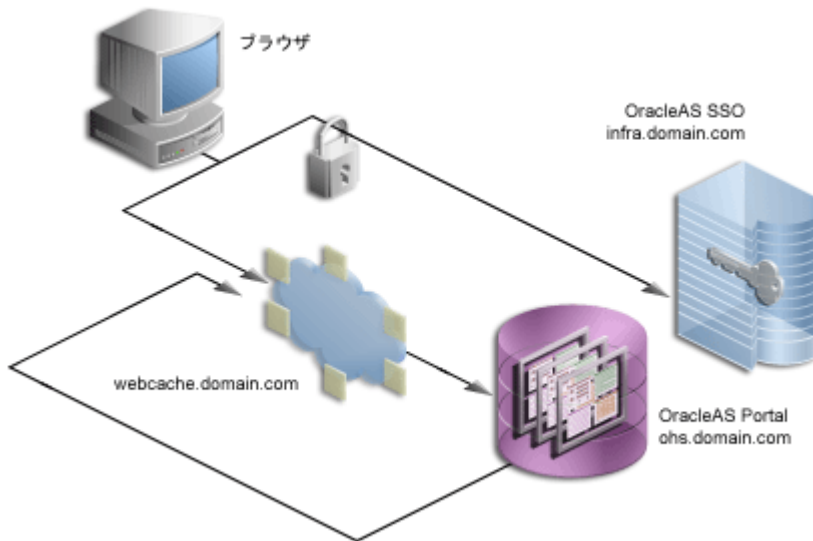 ブラウザ
OracleAS SSO
infra.domain.com
webcache.domain.com
OracleAS Portal
ohs.domain.com